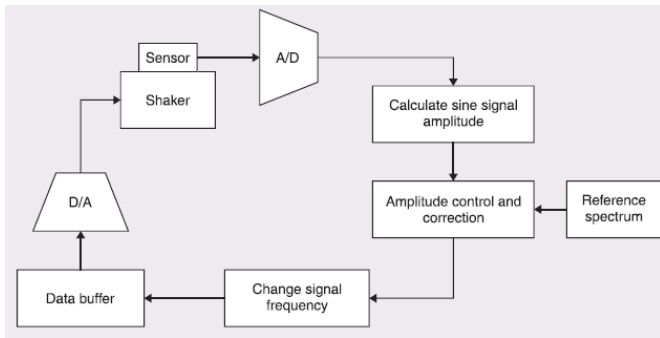 Sensor
A/D
Shaker
Calculate sine signal
amplitude
D/A
Amplitude control and
correction
Reference
spectrum
Data buffer
Change signal
frequency